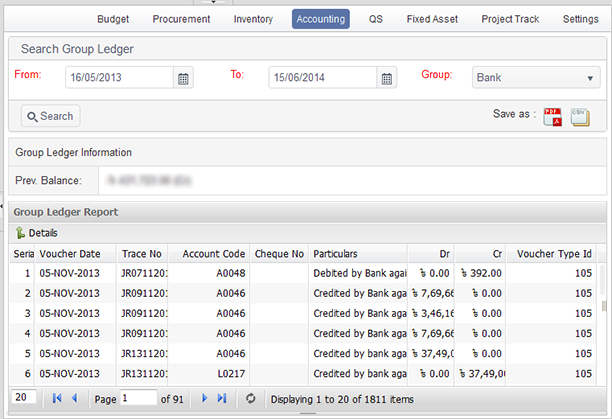 Budget Procurement Inventory Accounting QS Fixed Asset Project Track Settings
Search Group Ledger
From: 16/05/2013 To: 15/06/2014 Group: Bank
Search Save as : PDF CSV
Group Ledger Information
Prev. Balance:
Group Ledger Report
Details
Seria Voucher Date Trace No Account Code Cheque No Particulars Dr Cr Voucher Type Id
1 05-NOV-2013 JR0711201 A0048 Debited by Bank agai ৳ 0.00 ৳ 392.00 105
2 05-NOV-2013 JR0911201 A0046 Credited by Bank aga ৳ 7,69,66 ৳ 0.00 105
3 05-NOV-2013 JR0911201 A0046 Credited by Bank aga ৳ 3,46,16 ৳ 0.00 105
4 05-NOV-2013 JR0911201 A0046 Credited by Bank aga ৳ 7,69,66 ৳ 0.00 105
5 05-NOV-2013 JR1311201 A0046 Credited by bank aga ৳ 37,49,0 ৳ 0.00 105
6 05-NOV-2013 JR1311201 L0217 Credited by bank aga ৳ 0.00 ৳ 37,49,0 105
20 Page 1 of 91 Displaying 1 to 20 of 1811 items